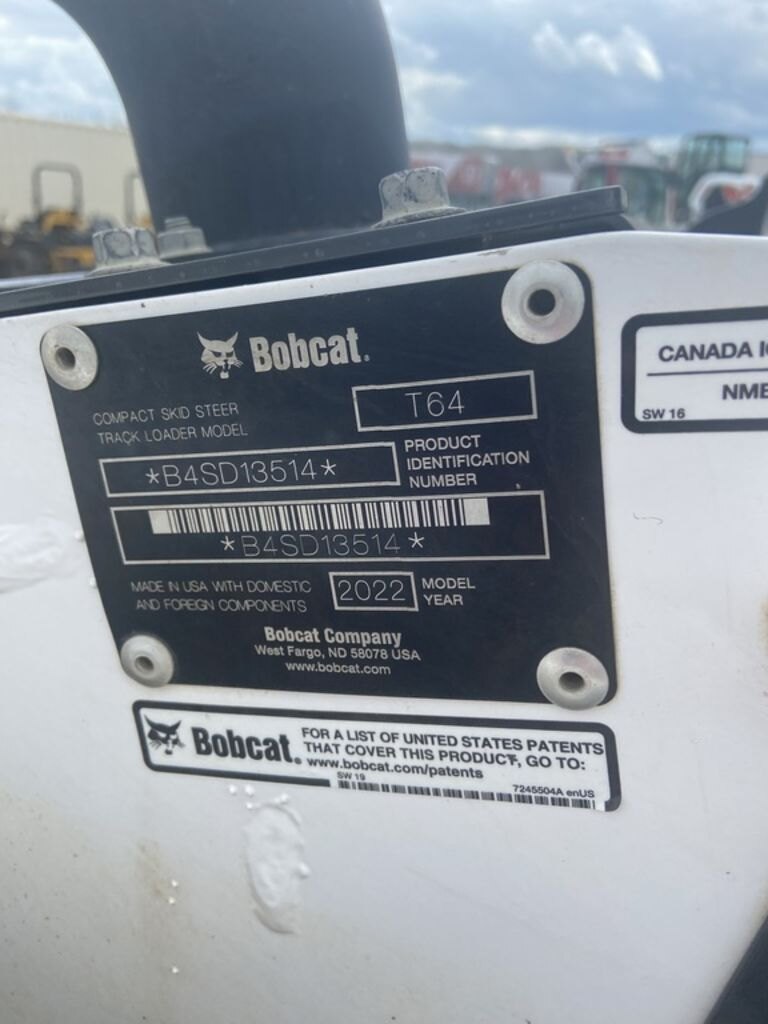 Bobcat.
COMPACT SKID STEER
TRACK LOADER MODEL
T64
*B4SD13514*
PRODUCT
IDENTIFICATION
NUMBER
*B4SD13514*
MADE IN USA WITH DOMESTIC
AND FOREIGN COMPONENTS
2022
MODEL
YEAR
Bobcat Company
West Fargo, ND 58078 USA
www.bobcat.com
CANADA
NMB
SW 16
Bobcat.
FOR A LIST OF UNITED STATES PATENTS
THAT COVER THIS PRODUCT, GO TO:
www.bobcat.com/patents
SW 19
7245504A enUS